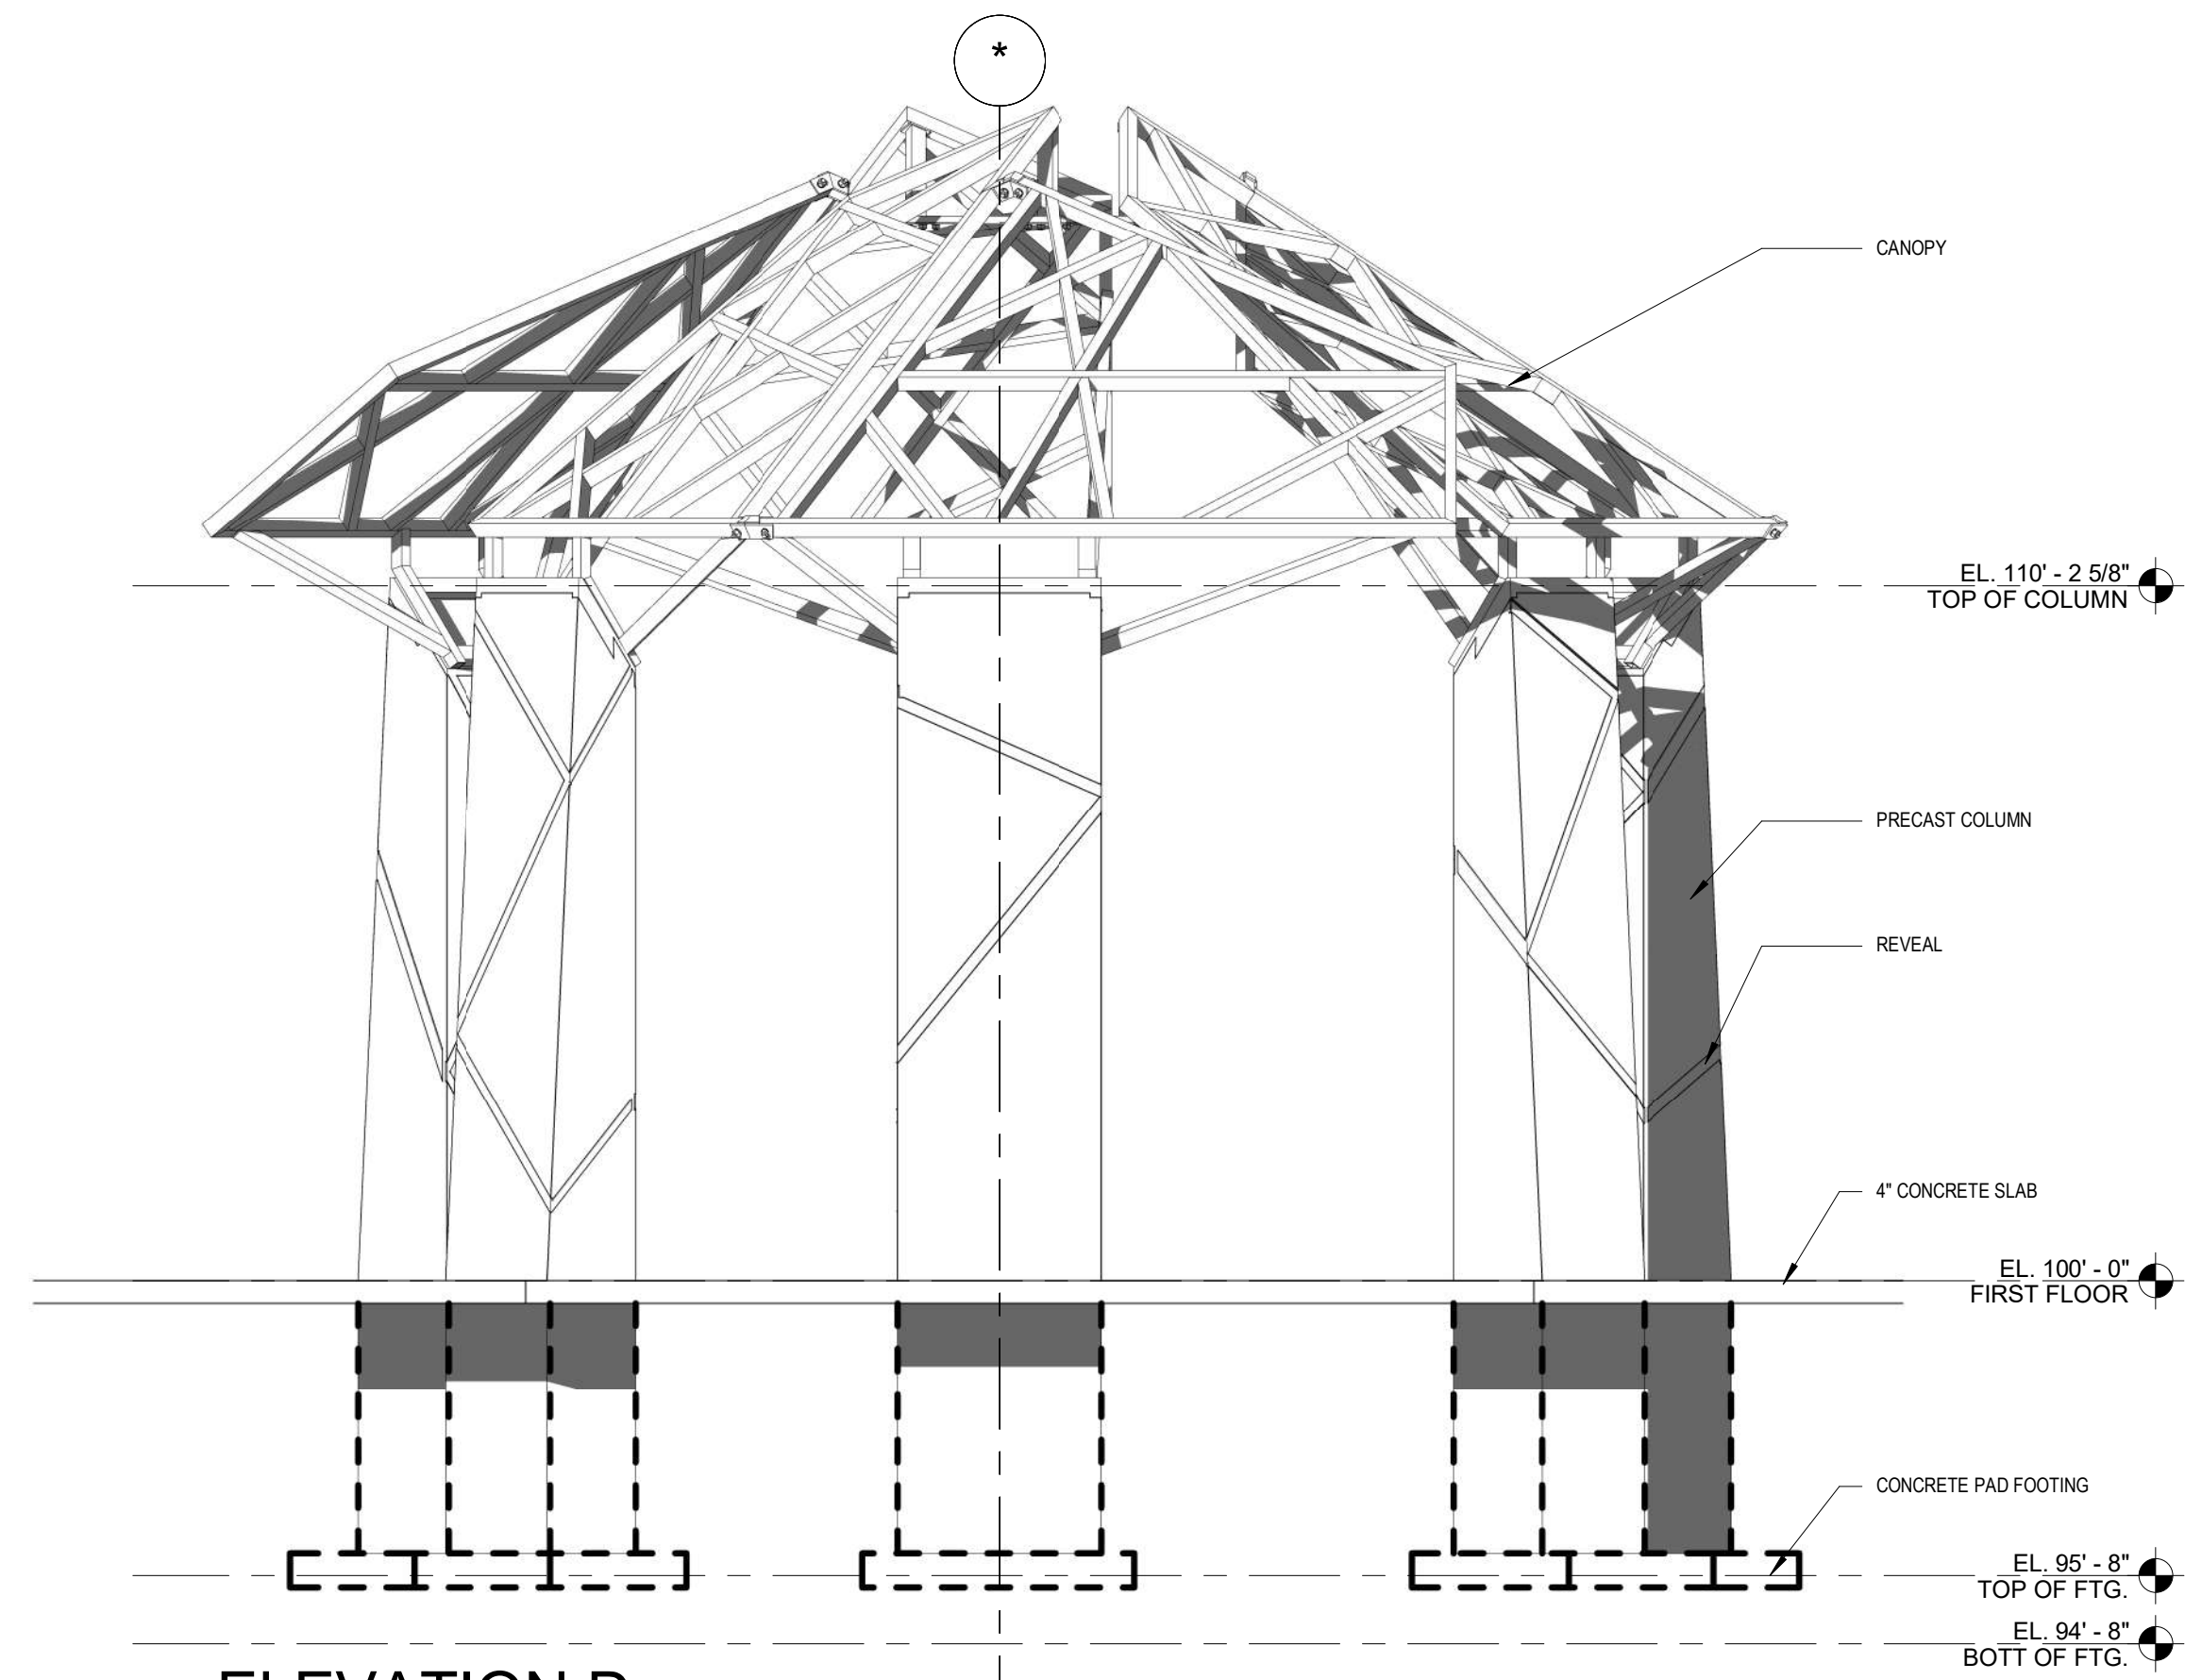 *
CANOPY
EL. 110' - 2 5/8"
TOP OF COLUMN
PRECAST COLUMN
REVEAL
4" CONCRETE SLAB
EL. 100' - 0"
FIRST FLOOR
CONCRETE PAD FOOTING
EL. 95' - 8"
TOP OF FTG.
EL. 94' - 8"
BOTT OF FTG.
ELEVATION